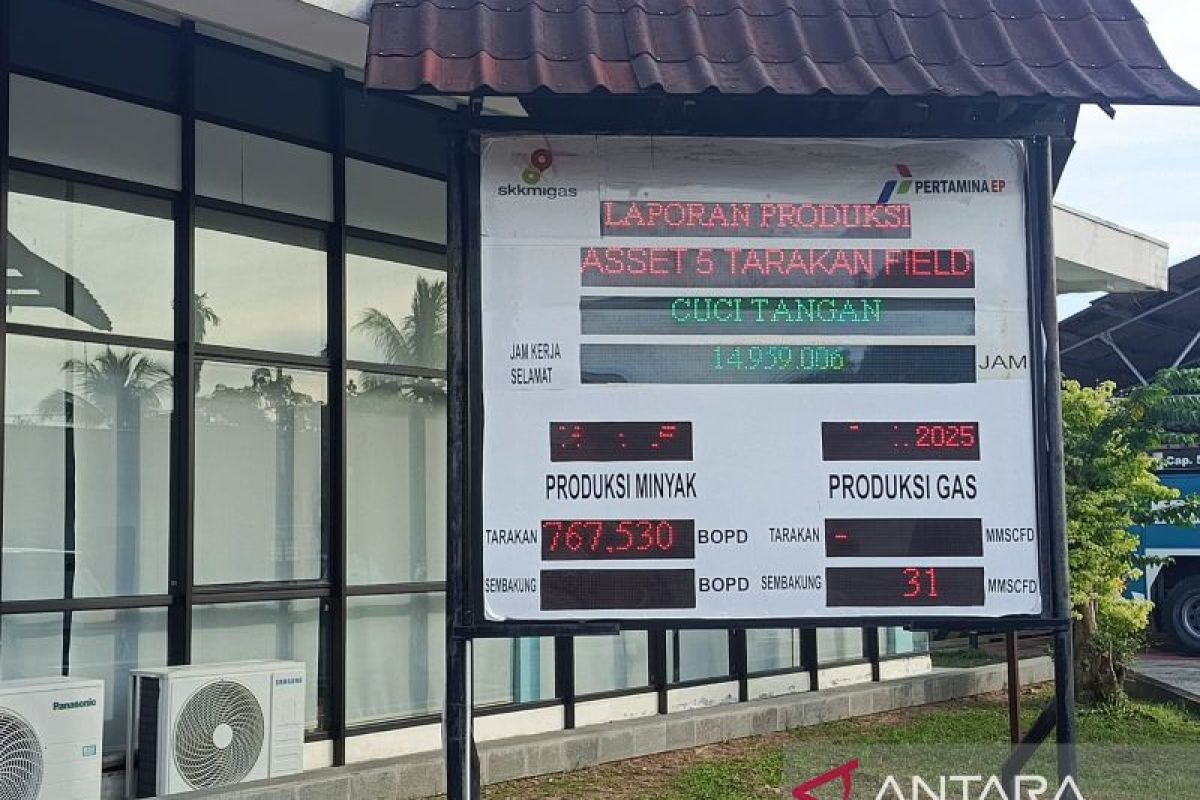 skkmigas
PERTAMINA EP
LAPORAN PRODUKSI
ASSET 5 TARAKAN FIELD
CUCI TANGAN
JAM KERJA SELAMAT 14.959.006 JAM
2025
PRODUKSI MINYAK PRODUKSI GAS
TARAKAN 767,530 BOPD TARAKAN - MMSCFD
SEMBAKUNG BOPD SEMBAKUNG 31 MMSCFD
Cap.
Panasonic
SAMSUNG
ANTARA